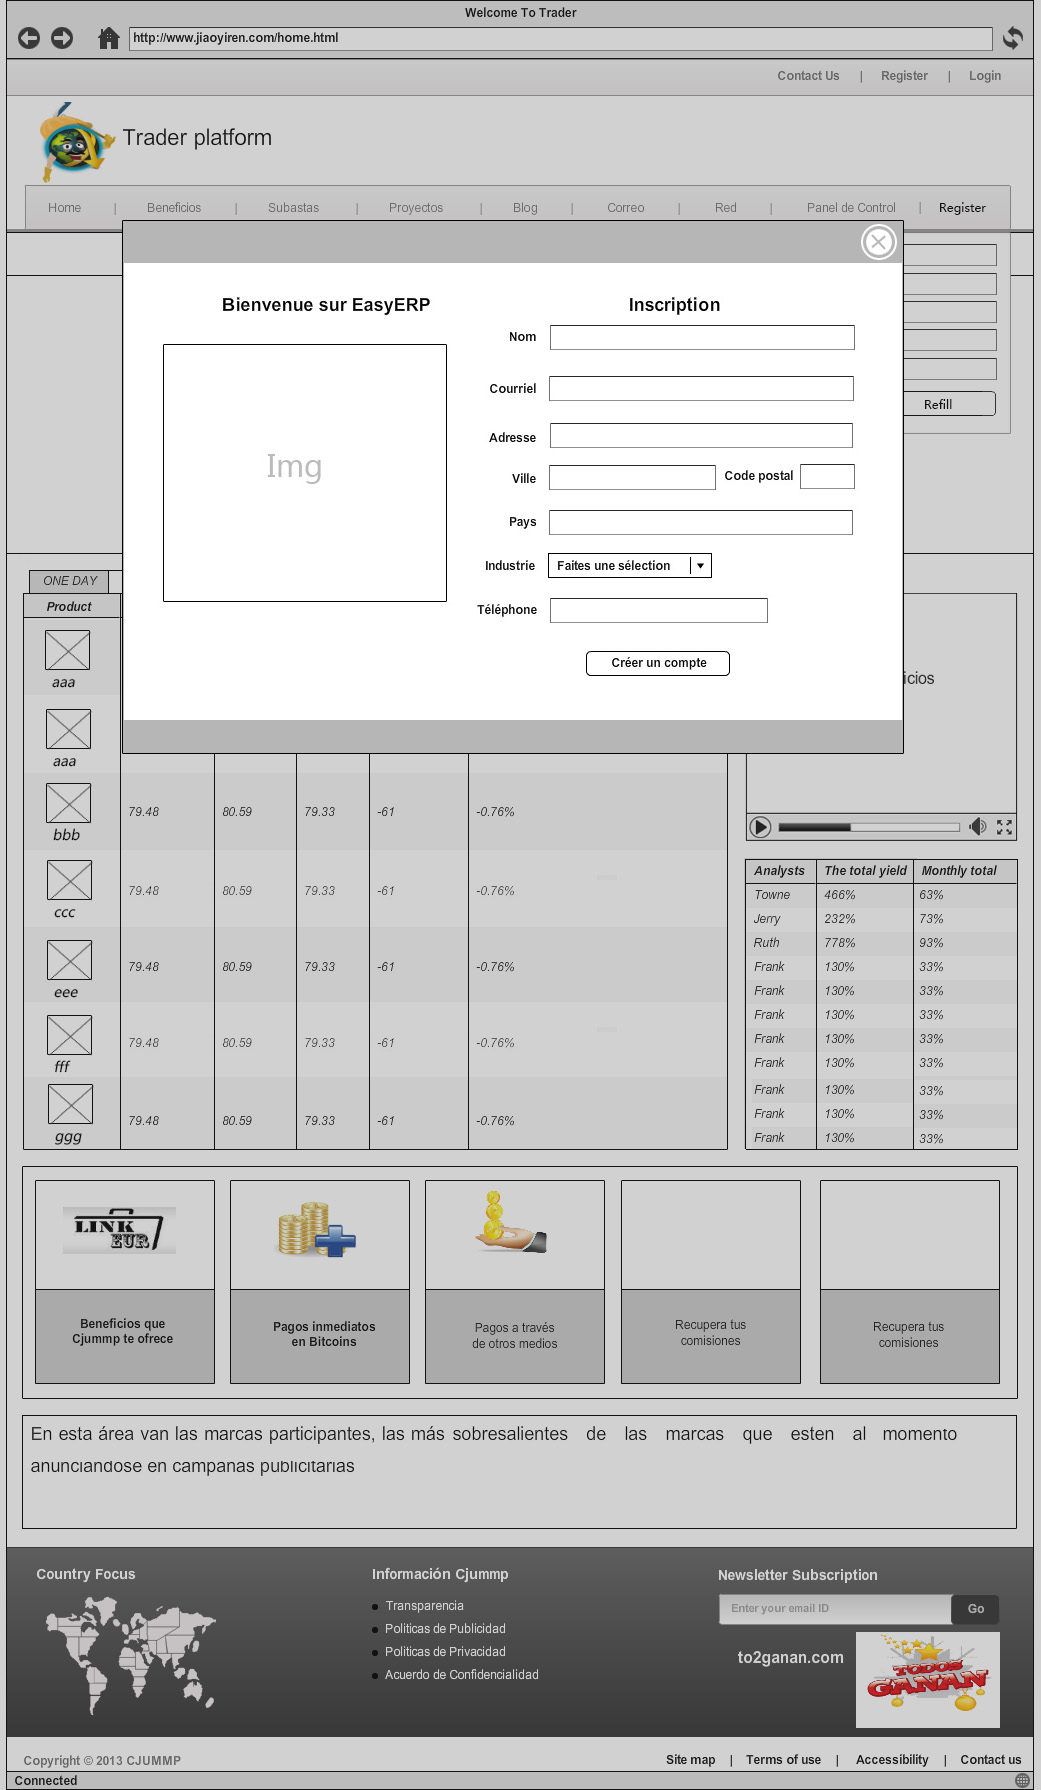 Welcome To Trader
http://www.jiaoyiren.com/home.html
Contact Us | Register | Login
Trader platform
Home | Beneficios | Subastas | Proyectos | Blog | Correo | Red | Panel de Control | Register
Bienvenue sur EasyERP
Img
Inscription
Nom
Courriel
Adresse
Ville Code postal
Pays
Industrie Faites une sélection
Téléphone
Créer un compte
Refill
icios
ONE DAY
Product
aaa
aaa
bbb 79.48 80.59 79.33 -61 -0.76%
ccc 79.48 80.59 79.33 -61 -0.76%
eee 79.48 80.59 79.33 -61 -0.76%
fff 79.48 80.59 79.33 -61 -0.76%
ggg 79.48 80.59 79.33 -61 -0.76%
Analysts The total yield Monthly total
Towne 466% 63%
Jerry 232% 73%
Ruth 778% 93%
Frank 130% 33%
Frank 130% 33%
Frank 130% 33%
Frank 130% 33%
Frank 130% 33%
Frank 130% 33%
Frank 130% 33%
Frank 130% 33%
LINK
EUR
Beneficios que
Cjummp te ofrece
Pagos inmediatos
en Bitcoins
Pagos a través
de otros medios
Recupera tus
comisiones
Recupera tus
comisiones
En esta área van las marcas participantes, las más sobresalientes de las marcas que esten al momento
anunciandose en campanas publicitarias
Country Focus
Información Cjummp
Transparencia
Politicas de Publicidad
Politicas de Privacidad
Acuerdo de Confidencialidad
Newsletter Subscription
Enter your email ID Go
to2ganan.com
TODOS
GANAN
Copyright © 2013 CJUMMP
Site map | Terms of use | Accessibility | Contact us
Connected